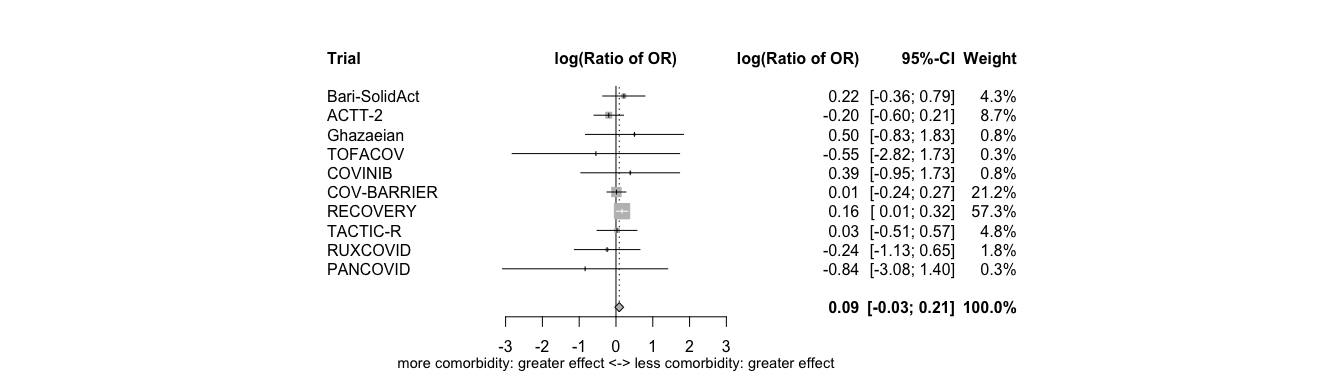 Trial log(Ratio of OR) log(Ratio of OR) 95%-CI Weight
Bari-SolidAct 0.22 [-0.36; 0.79] 4.3%
ACTT-2 -0.20 [-0.60; 0.21] 8.7%
Ghazaeian 0.50 [-0.83; 1.83] 0.8%
TOFACOV -0.55 [-2.82; 1.73] 0.3%
COVINIB 0.39 [-0.95; 1.73] 0.8%
COV-BARRIER 0.01 [-0.24; 0.27] 21.2%
RECOVERY 0.16 [ 0.01; 0.32] 57.3%
TACTIC-R 0.03 [-0.51; 0.57] 4.8%
RUXCOVID -0.24 [-1.13; 0.65] 1.8%
PANCOVID -0.84 [-3.08; 1.40] 0.3%
0.09 [-0.03; 0.21] 100.0%
-3 -2 -1 0 1 2 3
more comorbidity: greater effect <-> less comorbidity: greater effect